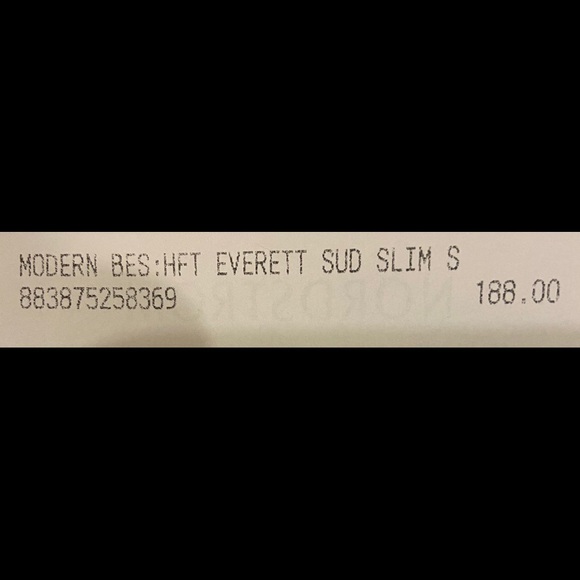 MODERN BES:HFT EVERETT SUD SLIM S
883875258369 188.00